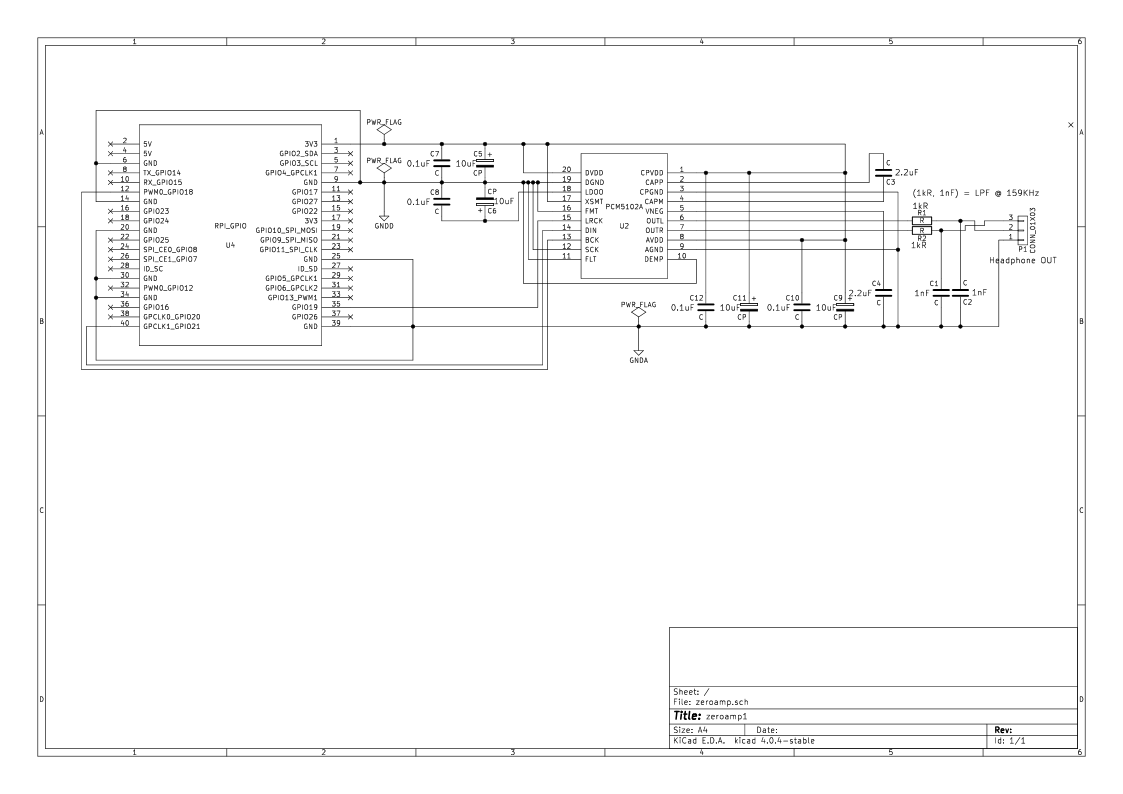 1 2 3 4 5 6
A
B
C
D
RPI_GPIO
U4
2 5V
4 5V
6 GND
8 TX_GPIO14
10 RX_GPIO15
12 PWM0_GPIO18
14 GND
16 GPIO23
18 GPIO24
20 GND
22 GPIO25
24 SPI_CE0_GPIO8
26 SPI_CE1_GPIO7
28 ID_SC
30 GND
32 PWM0_GPIO12
34 GND
36 GPIO16
38 GPCLK0_GPIO20
40 GPCLK1_GPIO21
3V3 1
GPIO2_SDA 3
GPIO3_SCL 5
GPIO4_GPCLK1 7
GND 9
GPIO17 11
GPIO27 13
GPIO22 15
3V3 17
GPIO10_SPI_MOSI 19
GPIO9_SPI_MISO 21
GPIO11_SPI_CLK 23
GND 25
ID_SD 27
GPIO5_GPCLK1 29
GPIO6_GPCLK2 31
GPIO13_PWM1 33
GPIO19 35
GPIO26 37
GND 39
PWR_FLAG
PWR_FLAG
GNDD
C7
0.1uF
C
C5 +
10uF
CP
C8
0.1uF
C
CP
10uF
+ C6
PCM5102A
U2
20 DVDD
19 DGND
18 LDOO
17 XSMT
16 FMT
15 LRCK
14 DIN
13 BCK
12 SCK
11 FLT
CPVDD 1
CAPP 2
CPGND 3
CAPM 4
VNEG 5
OUTL 6
OUTR 7
AVDD 8
AGND 9
DEMP 10
C
2.2uF
C3
(1kR, 1nF) = LPF @ 159KHz
1kR
R1
R
R
R2
1kR
3
2
1
P1
CONN_01X03
Headphone OUT
PWR_FLAG
GNDA
C12
0.1uF
C
C11 +
10uF
CP
C10
0.1uF
C
C9 +
10uF
CP
C4
2.2uF
C
C1
1nF
C
C
1nF
C2
Sheet: /
File: zeroamp.sch
Title: zeroamp1
Size: A4 Date: Rev:
KiCad E.D.A. kicad 4.0.4-stable Id: 1/1
1 2 3 4 5 6
A
B
C
D